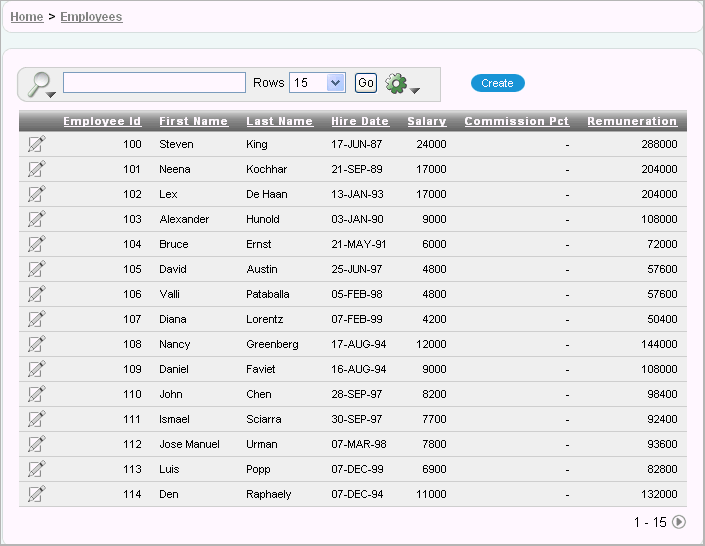 Home > Employees
Rows 15 Go Create
Employee Id First Name Last Name Hire Date Salary Commission Pct Remuneration
100 Steven King 17-JUN-87 24000 - 288000
101 Neena Kochhar 21-SEP-89 17000 - 204000
102 Lex De Haan 13-JAN-93 17000 - 204000
103 Alexander Hunold 03-JAN-90 9000 - 108000
104 Bruce Ernst 21-MAY-91 6000 - 72000
105 David Austin 25-JUN-97 4800 - 57600
106 Valli Pataballa 05-FEB-98 4800 - 57600
107 Diana Lorentz 07-FEB-99 4200 - 50400
108 Nancy Greenberg 17-AUG-94 12000 - 144000
109 Daniel Faviet 16-AUG-94 9000 - 108000
110 John Chen 28-SEP-97 8200 - 98400
111 Ismael Sciarra 30-SEP-97 7700 - 92400
112 Jose Manuel Urman 07-MAR-98 7800 - 93600
113 Luis Popp 07-DEC-99 6900 - 82800
114 Den Raphaely 07-DEC-94 11000 - 132000
1 - 15